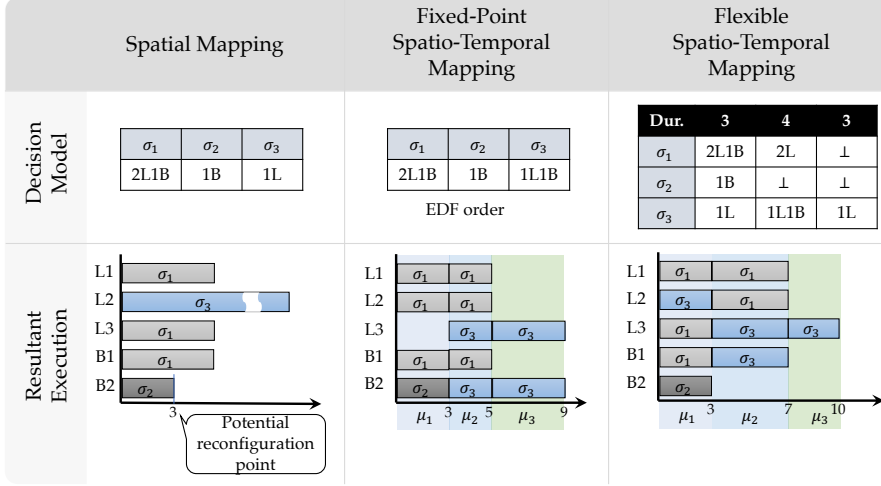 Spatial Mapping
Fixed-Point
Spatio-Temporal
Mapping
Flexible
Spatio-Temporal
Mapping
Decision
Model
σ₁ σ₂ σ₃
2L1B 1B 1L
σ₁ σ₂ σ₃
2L1B 1B 1L1B
EDF order
Dur. 3 4 3
σ₁ 2L1B 2L ⊥
σ₂ 1B ⊥ ⊥
σ₃ 1L 1L1B 1L
Resultant
Execution
L1 σ₁
L2 σ₃
L3 σ₁
B1 σ₁
B2 σ₂
3
Potential
reconfiguration
point
L1 σ₁ σ₁
L2 σ₁ σ₁
L3 σ₃ σ₃
B1 σ₁ σ₁
B2 σ₂ σ₃ σ₃
μ₁ 3 μ₂ 5 μ₃ 9
L1 σ₁ σ₁
L2 σ₃ σ₁
L3 σ₁ σ₃ σ₃
B1 σ₁ σ₃
B2 σ₂
μ₁ 3 μ₂ 7 μ₃ 10